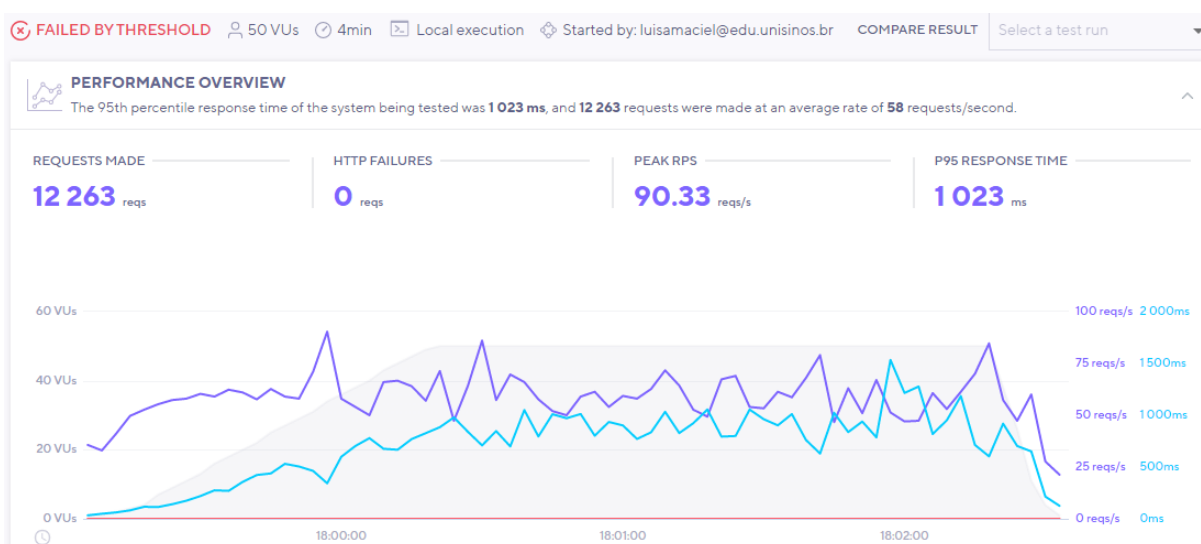 FAILED BY THRESHOLD 50 VUs 4min Local execution Started by: luisamaciel@edu.unisinos.br COMPARE RESULT Select a test run
PERFORMANCE OVERVIEW
The 95th percentile response time of the system being tested was 1 023 ms, and 12 263 requests were made at an average rate of 58 requests/second.
REQUESTS MADE HTTP FAILURES PEAK RPS P95 RESPONSE TIME
12 263 reqs 0 reqs 90.33 reqs/s 1 023 ms
60 VUs 100 reqs/s 2 000ms
75 reqs/s 1 500ms
40 VUs
50 reqs/s 1 000ms
20 VUs
25 reqs/s 500ms
0 VUs 0 reqs/s 0ms
18:00:00 18:01:00 18:02:00